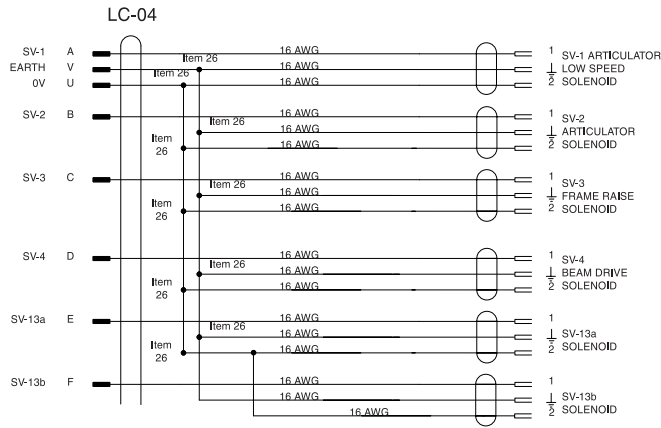 LC-04
SV-1 A Item 26 16 AWG 1 SV-1 ARTICULATOR
EARTH V Item 26 16 AWG LOW SPEED
0V U 16 AWG 2 SOLENOID
SV-2 B 16 AWG 1 SV-2
Item 26 16 AWG ARTICULATOR
Item 26 16 AWG 2 SOLENOID
SV-3 C 16 AWG 1 SV-3
Item 26 16 AWG FRAME RAISE
Item 26 16 AWG 2 SOLENOID
SV-4 D 16 AWG 1 SV-4
Item 26 16 AWG BEAM DRIVE
Item 26 16 AWG 2 SOLENOID
SV-13a E 16 AWG 1
Item 26 16 AWG SV-13a
Item 26 16 AWG 2 SOLENOID
SV-13b F 16 AWG 1
16 AWG SV-13b
16 AWG 2 SOLENOID